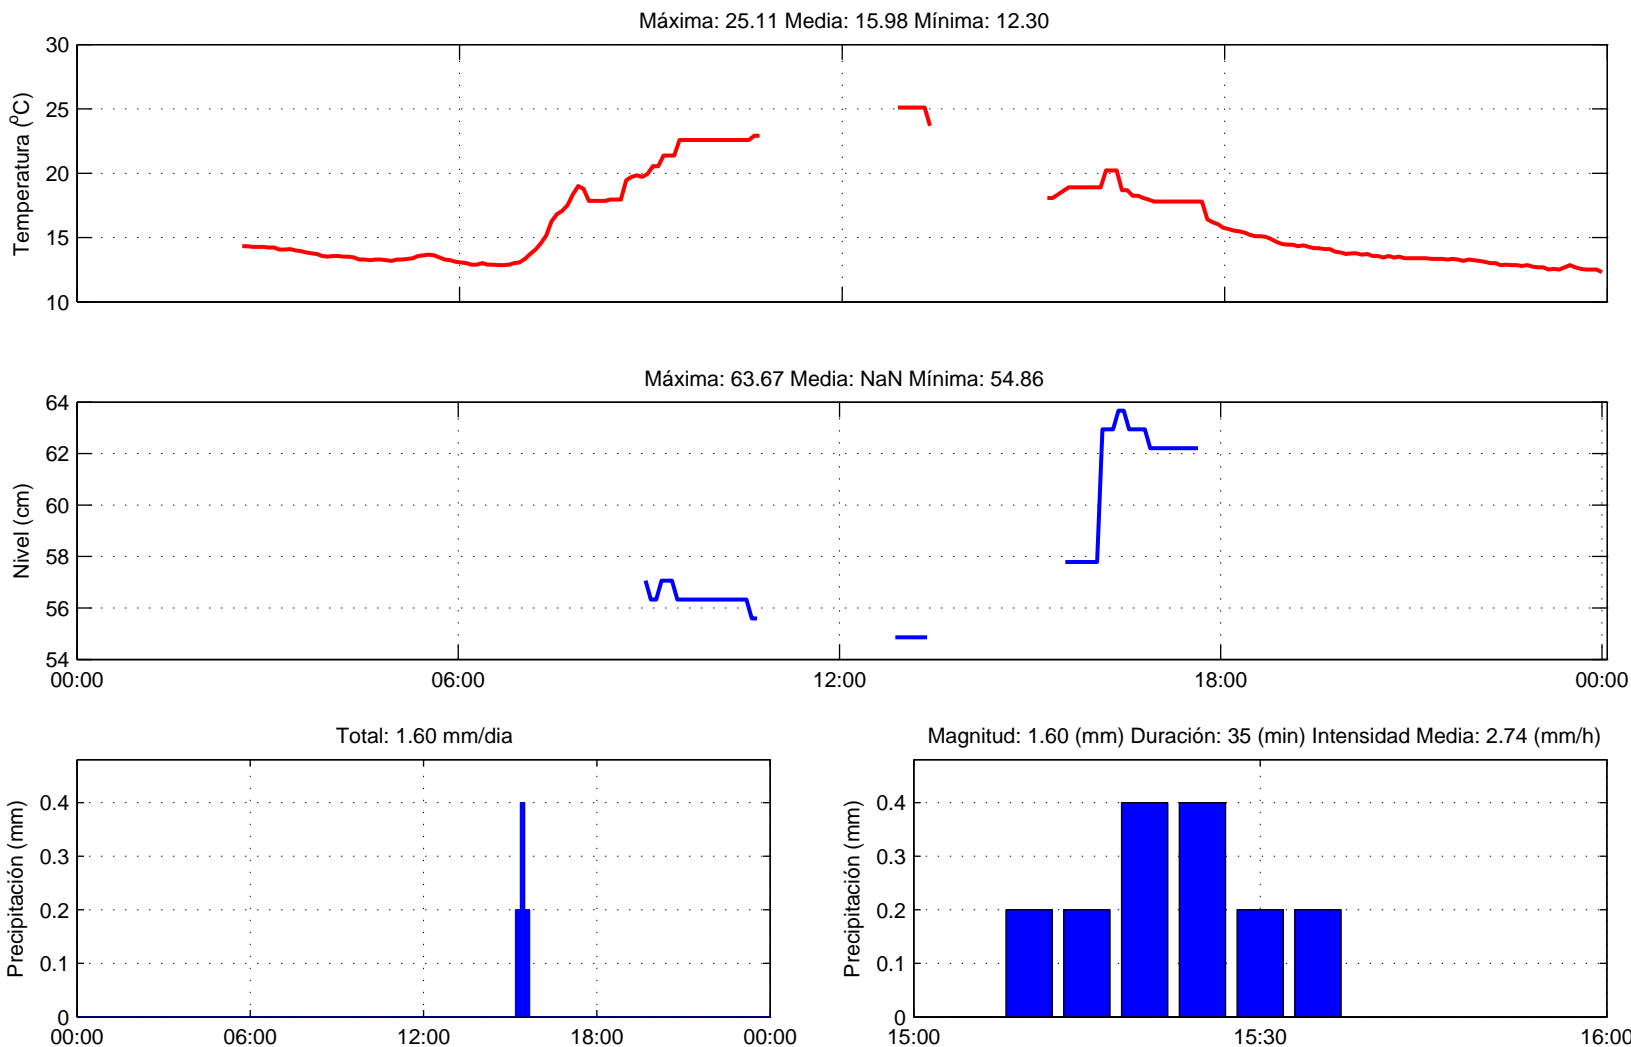 Máxima: 25.11 Media: 15.98 Mínima: 12.30
Temperatura (ºC)
30
25
20
15
10
Máxima: 63.67 Media: NaN Mínima: 54.86
Nivel (cm)
64
62
60
58
56
54
00:00 06:00 12:00 18:00 00:00
Total: 1.60 mm/dia
Precipitación (mm)
0.4
0.3
0.2
0.1
0
00:00 06:00 12:00 18:00 00:00
Magnitud: 1.60 (mm) Duración: 35 (min) Intensidad Media: 2.74 (mm/h)
Precipitación (mm)
0.4
0.3
0.2
0.1
0
15:00 15:30 16:00